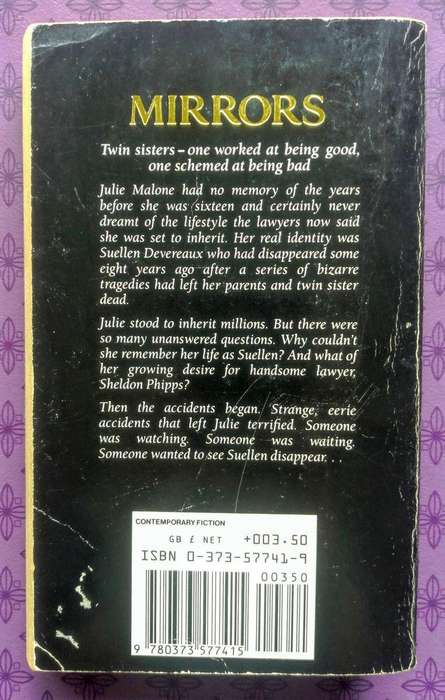 MIRRORS
Twin sisters – one worked at being good,
one schemed at being bad
Julie Malone had no memory of the years
before she was sixteen and certainly never
dreamt of the lifestyle the lawyers now said
she was set to inherit. Her real identity was
Suellen Devereaux who had disappeared some
eight years ago after a series of bizarre
tragedies had left her parents and twin sister
dead.
Julie stood to inherit millions. But there were
so many unanswered questions. Why couldn't
she remember her life as Suellen? And what of
her growing desire for handsome lawyer,
Sheldon Phipps?
Then the accidents began. Strange, eerie
accidents that left Julie terrified. Someone
was watching. Someone was waiting.
Someone wanted to see Suellen disappear. . .
CONTEMPORARY FICTION
GB £ NET +003.50
ISBN 0-373-57741-9
00350
9 780373 577415